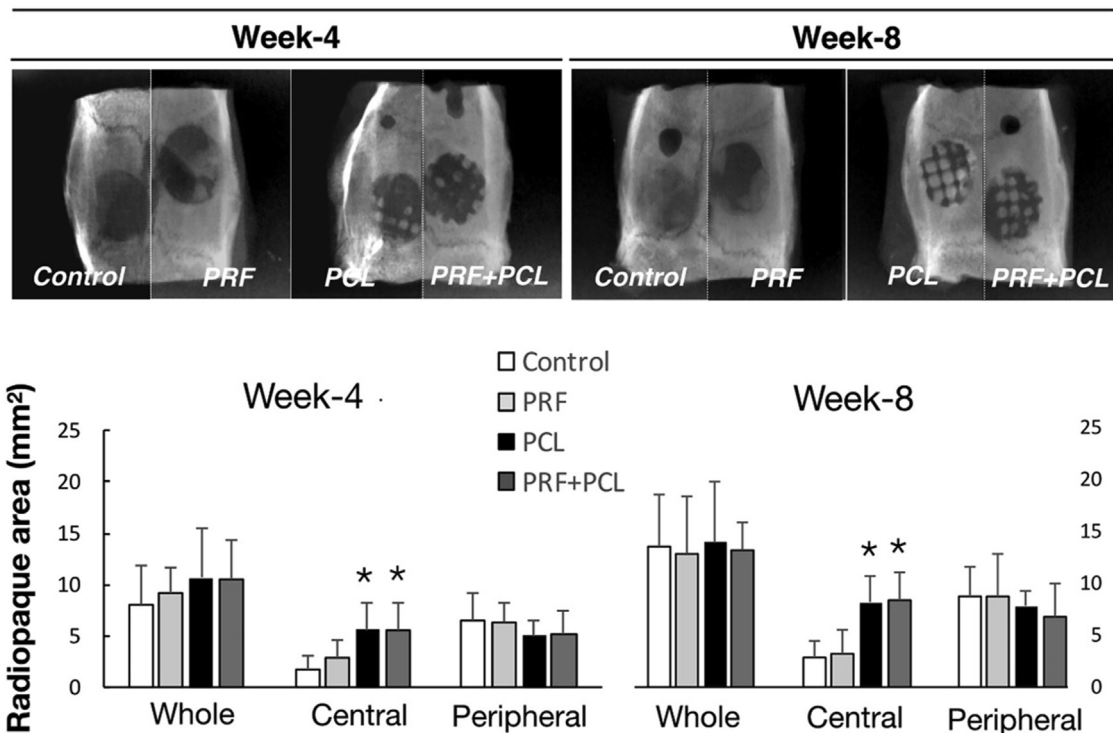 Week-4 Week-8
Control PRF PCL PRF+PCL Control PRF PCL PRF+PCL
Control
PRF
PCL
PRF+PCL
Week-4 .
Week-8
Radiopaque area (mm²)
25
20
15
10
5
0
* * 
Whole Central Peripheral
* *
Whole Central Peripheral
25
20
15
10
5
0